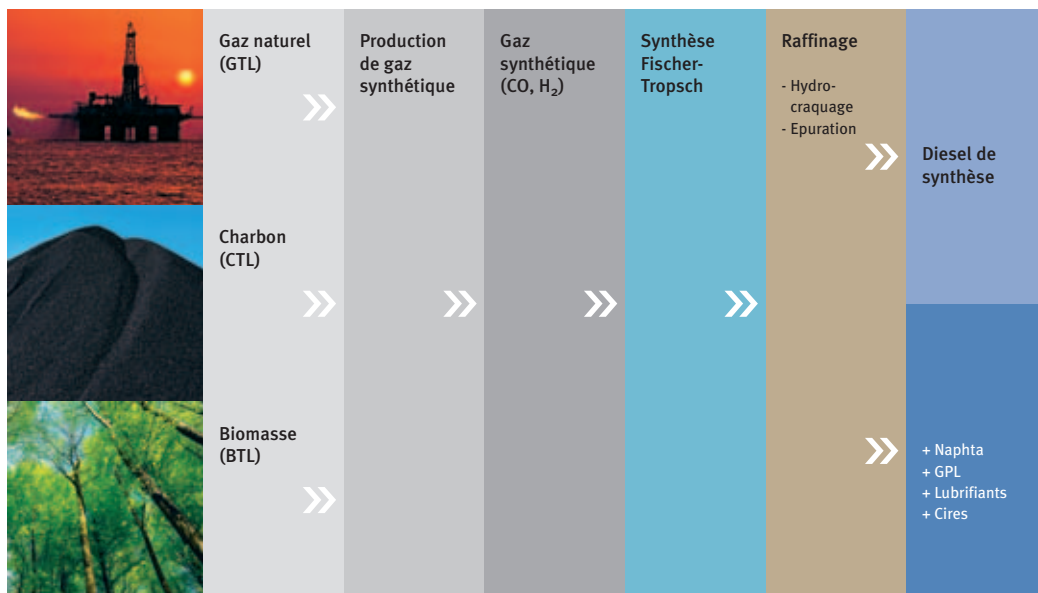 Gaz naturel
(GTL)
Charbon
(CTL)
Biomasse
(BTL)
Production
de gaz
synthétique
Gaz
synthétique
(CO, H₂)
Synthèse
Fischer-
Tropsch
Raffinage
- Hydro-
craquage
- Epuration
Diesel de
synthèse
+ Naphta
+ GPL
+ Lubrifiants
+ Cires